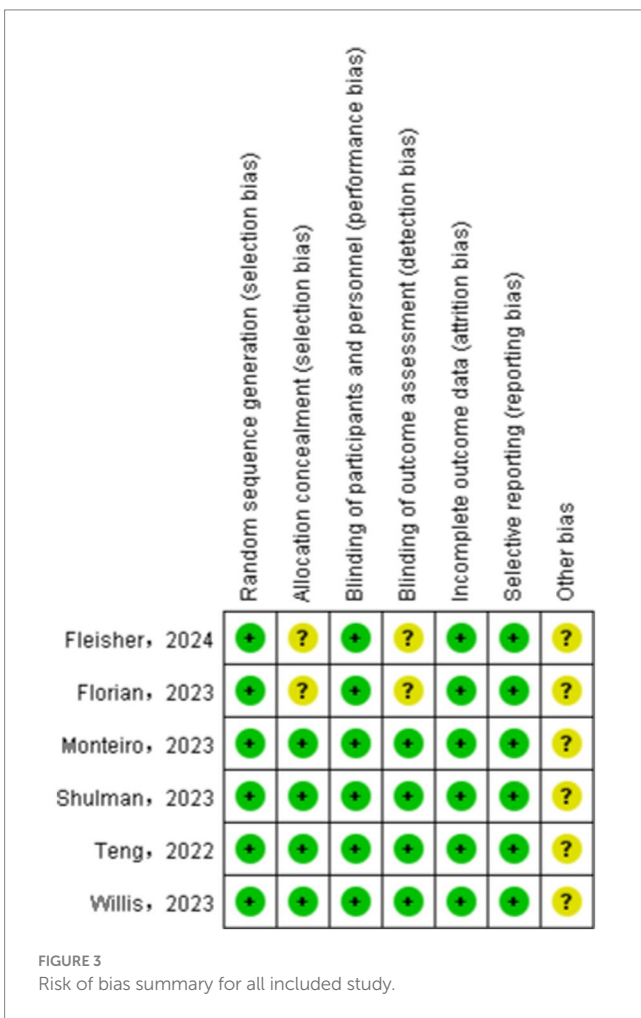 Random sequence generation (selection bias)
Allocation concealment (selection bias)
Blinding of participants and personnel (performance bias)
Blinding of outcome assessment (detection bias)
Incomplete outcome data (attrition bias)
Selective reporting (reporting bias)
Other bias
Fleisher, 2024 + ? + ? + + ?
Florian, 2023 + ? + ? + + ?
Monteiro, 2023 + + + + + + ?
Shulman, 2023 + + + + + + ?
Teng, 2022 + + + + + + ?
Willis, 2023 + + + + + + ?
FIGURE 3
Risk of bias summary for all included study.